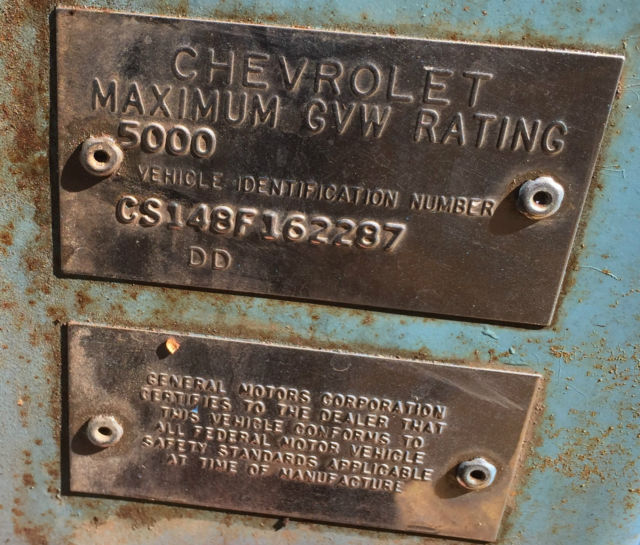 CHEVROLET
MAXIMUM GVW RATING
5000
VEHICLE IDENTIFICATION NUMBER
CS148F162287
DD
GENERAL MOTORS CORPORATION
CERTIFIES TO THE DEALER THAT
THIS VEHICLE CONFORMS TO
ALL FEDERAL MOTOR VEHICLE
SAFETY STANDARDS APPLICABLE
AT TIME OF MANUFACTURE